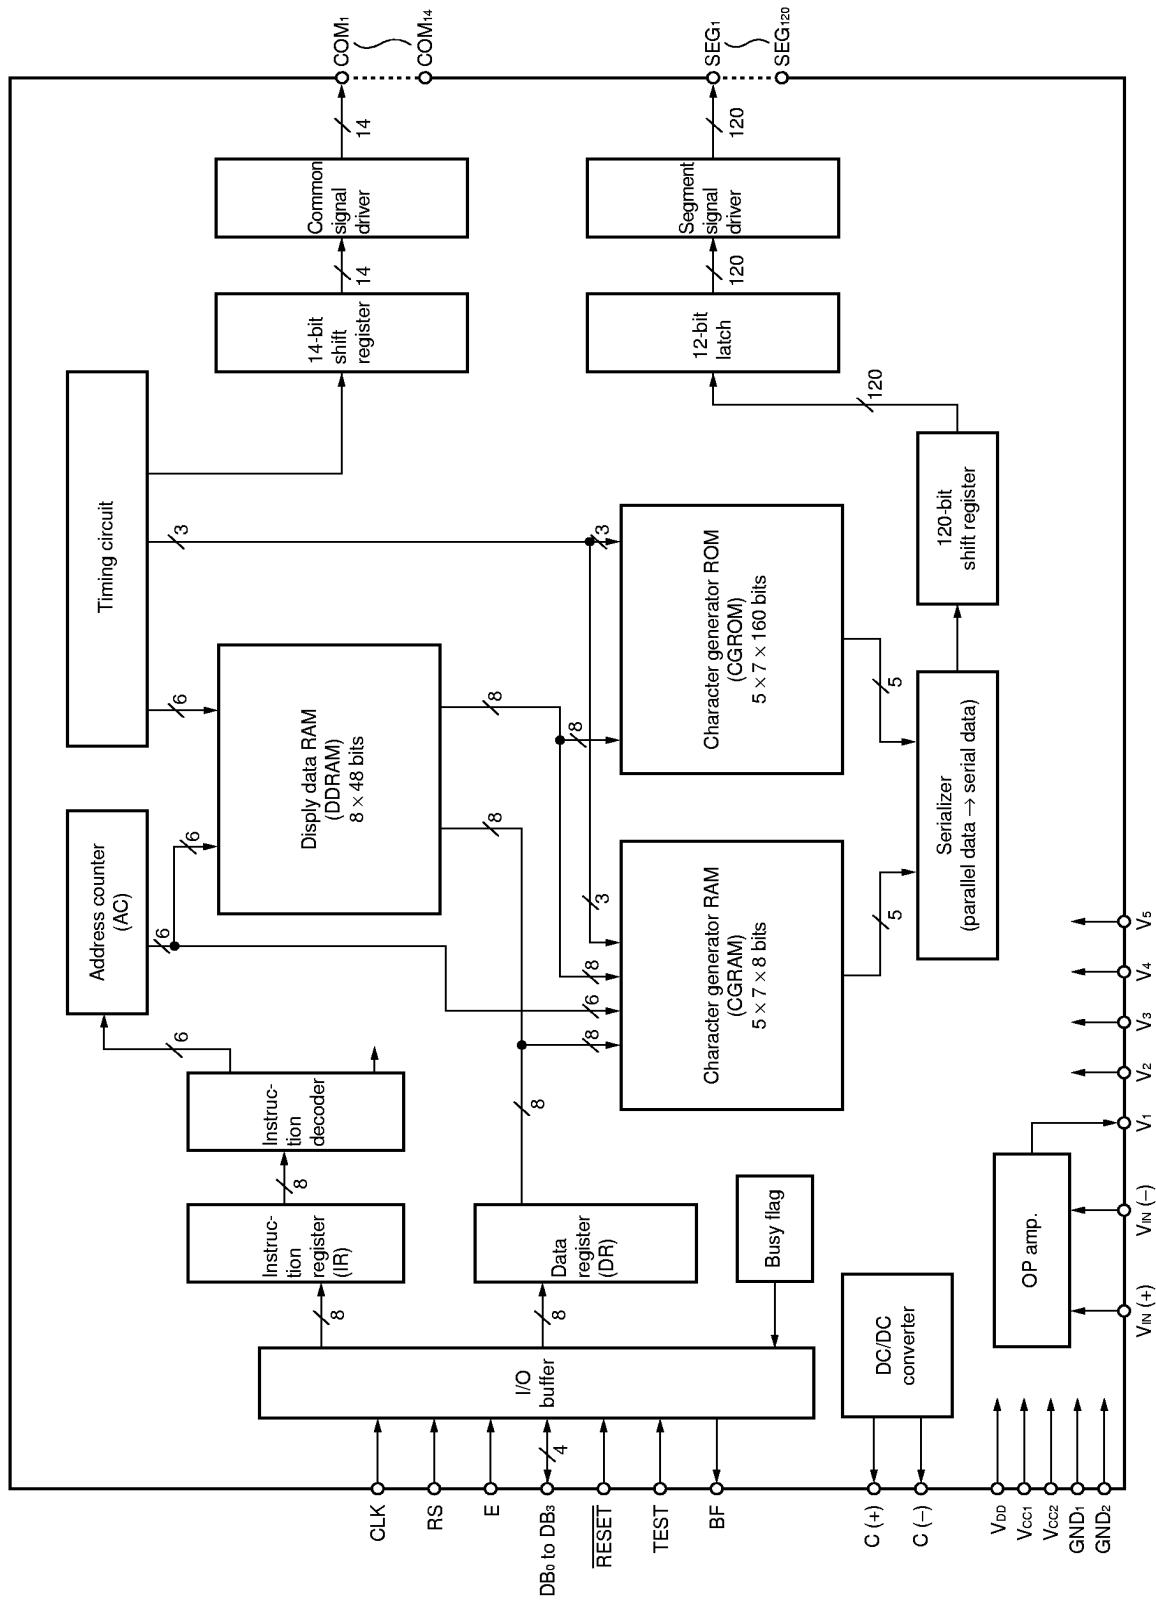 COM1
COM14
SEG1
SEG120
14
120
Common
signal
driver
Segment
signal
driver
14
120
14-bit
shift
register
12-bit
latch
120
Timing circuit
3
3
6
120-bit
shift register
Character generator ROM
(CGROM)
5 × 7 × 160 bits
Disply data RAM
(DDRAM)
8 × 48 bits
8
8
8
5
Serializer
(parallel data → serial data)
Address counter
(AC)
6
6
6
3
8
6
8
Character generator RAM
(CGRAM)
5 × 7 × 8 bits
5
Instruc-
tion
decoder
8
8
Instruc-
tion
register
(IR)
Data
register
(DR)
Busy flag
8
8
I/O
buffer
DC/DC
converter
OP amp.
4
CLK
RS
E
DB0 to DB3
RESET
TEST
BF
C (+)
C (−)
VDD
VCC1
VCC2
GND1
GND2
VIN (+)
VIN (−)
V1
V2
V3
V4
V5